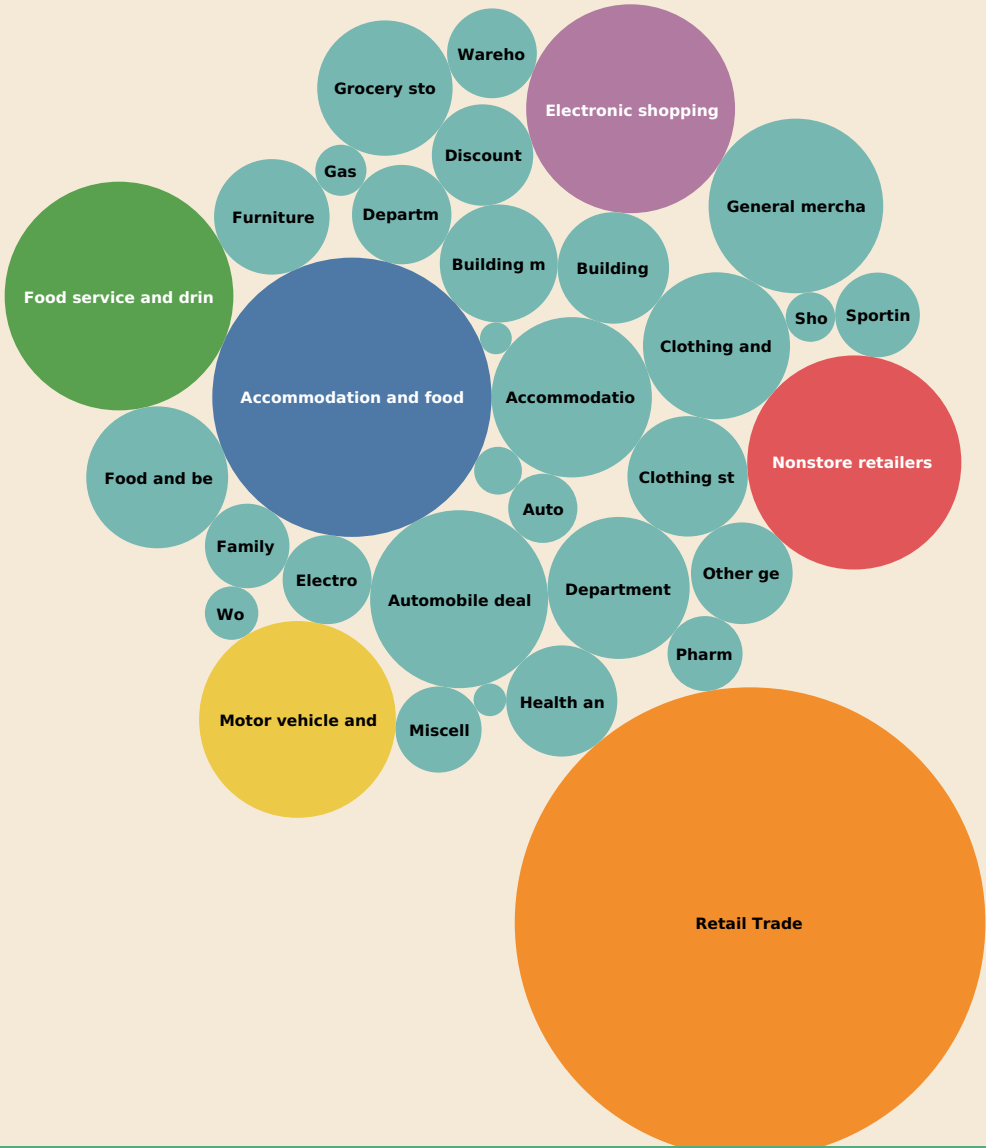 Wareho
Grocery sto
Electronic shopping
Discount
Gas
General mercha
Departm
Furniture
Building m
Building
Food service and drin
Sho
Sportin
Clothing and
Accommodation and food
Accommodatio
Nonstore retailers
Food and be
Clothing st
Auto
Family
Other ge
Electro
Department
Automobile deal
Wo
Pharm
Health an
Motor vehicle and
Miscell
Retail Trade